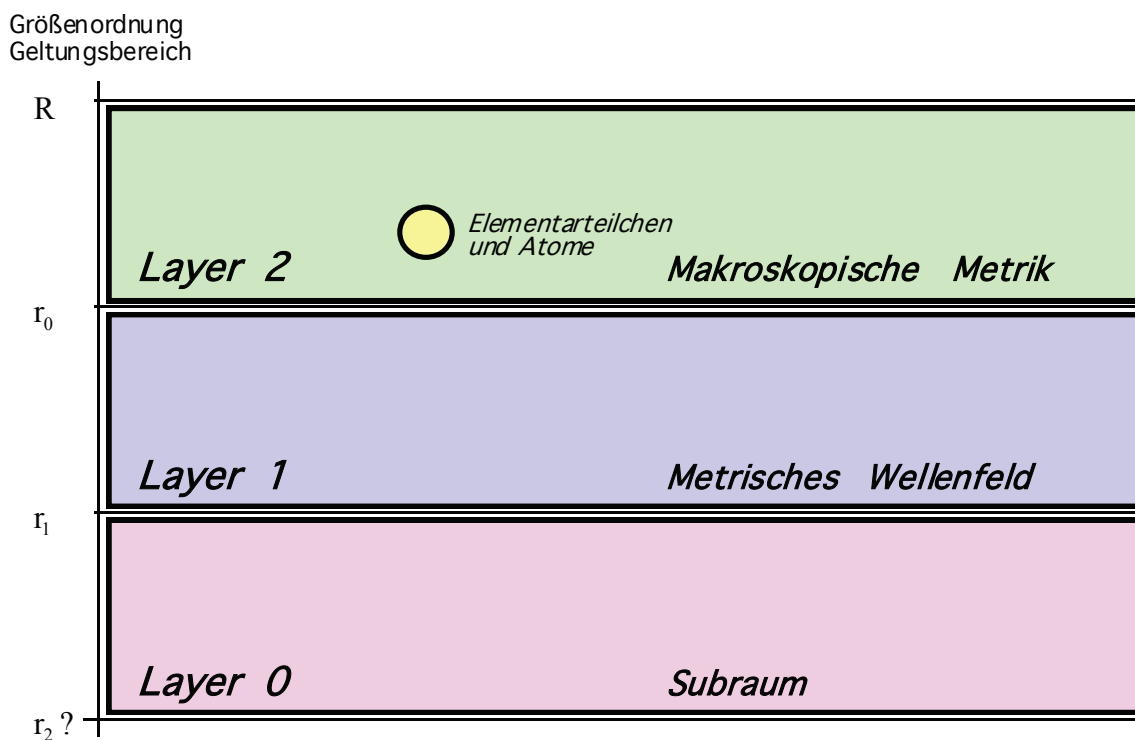 Größenordnung
Geltungsbereich
R
Elementarteilchen
und Atome
Layer 2 Makroskopische Metrik
r₀
Layer 1 Metrisches Wellenfeld
r₁
Layer 0 Subraum
r₂ ?